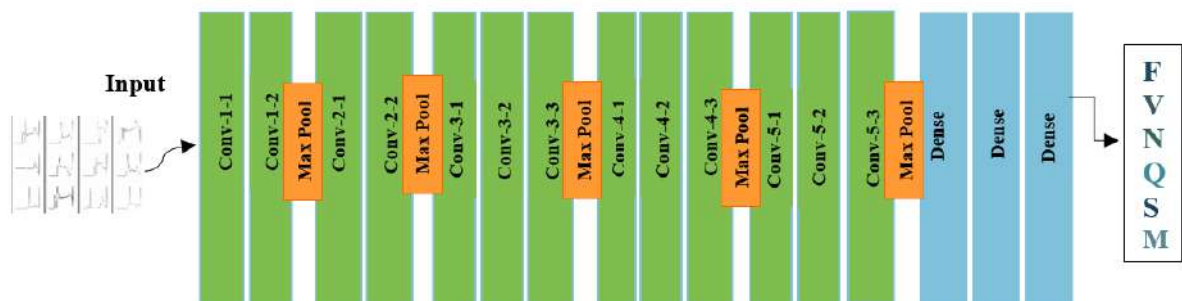 Input
Conv-1-1
Conv-1-2
Max Pool
Conv-2-1
Conv-2-2
Max Pool
Conv-3-1
Conv-3-2
Conv-3-3
Max Pool
Conv-4-1
Conv-4-2
Conv-4-3
Max Pool
Conv-5-1
Conv-5-2
Conv-5-3
Max Pool
Dense
Dense
Dense
F
V
N
Q
S
M